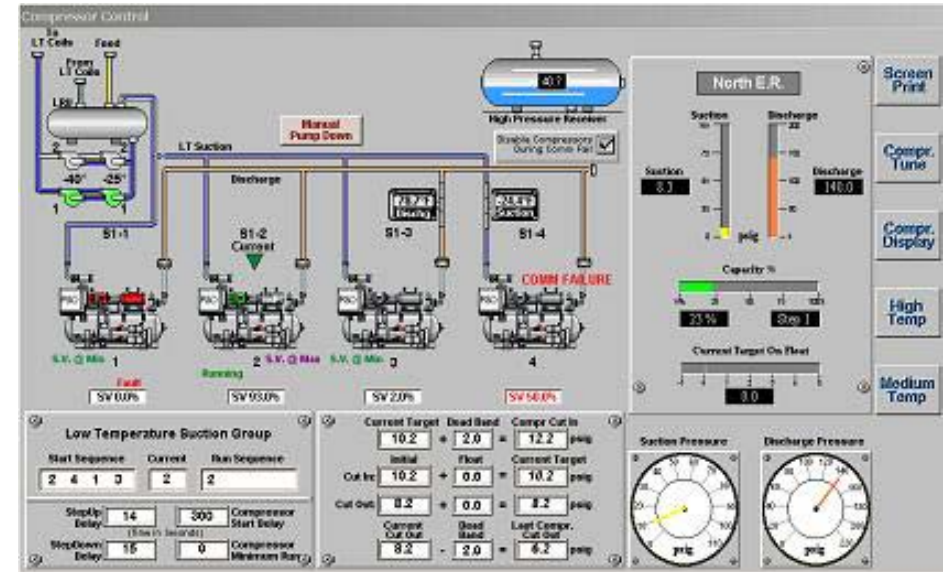 Compressor Control
To
LT Coils
Feed
From
LT Coils
2
2
-40°
-25°
1
1
Manual
Pump Down
LT Suction
Discharge
High Pressure Receiver
Disable Compressors
During Comm Fail
Dischg
Suction
S1-1
S1-2
Current
S1-3
S1-4
COMM FAILURE
S.V. @ Min
1
2
S.V. @ Max
S.V. @ Min
3
4
Fault
Running
SV 0.0%
SV 93.0%
SV 2.0%
SV 50.0%
North E.R.
Suction
Discharge
Suction
8.3
Discharge
148.0
psig
Capacity %
23 %
Step 1
Current Target On Float
0.0
Screen
Print
Compr.
Tune
Compr.
Display
High
Temp
Medium
Temp
Low Temperature Suction Group
Start Sequence
Current
Run Sequence
2 4 1 3
2
2
StepUp
Delay
14
300
Compressor
Start Delay
(Time in Seconds)
StepDown
Delay
15
0
Compressor
Minimum Run
Current Target
Dead Band
Compr Cut In
10.2 + 2.0 = 12.2 psig
Initial
Float
Current Target
Cut In: 10.2 + 0.0 = 10.2 psig
Cut Out: 8.2 + 0.0 = 8.2 psig
Current
Cut Out
Dead
Band
Last Compr.
Cut Out
8.2 - 2.0 = 6.2 psig
Suction Pressure
Discharge Pressure
psig
psig